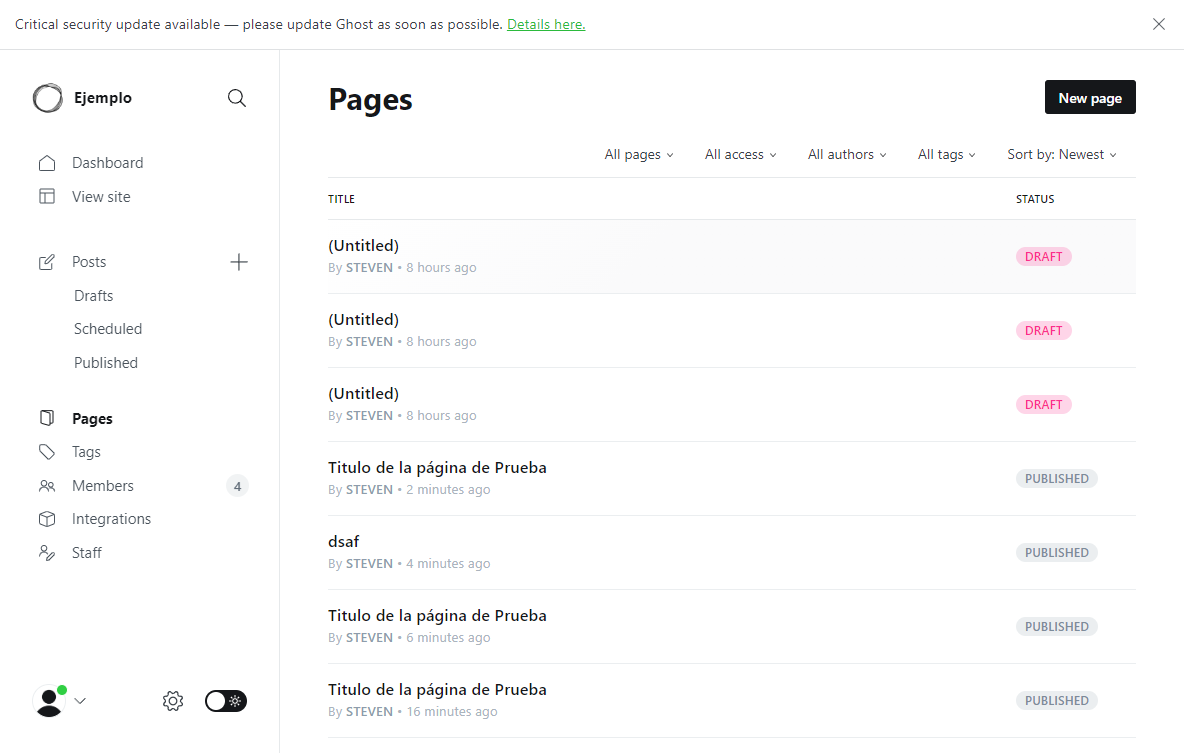 Critical security update available — please update Ghost as soon as possible. Details here.
Ejemplo
Dashboard
View site
Posts
Drafts
Scheduled
Published
Pages
Tags
Members 4
Integrations
Staff
Pages
New page
All pages All access All authors All tags Sort by: Newest
TITLE STATUS
(Untitled)
By STEVEN • 8 hours ago
DRAFT
(Untitled)
By STEVEN • 8 hours ago
DRAFT
(Untitled)
By STEVEN • 8 hours ago
DRAFT
Titulo de la página de Prueba
By STEVEN • 2 minutes ago
PUBLISHED
dsaf
By STEVEN • 4 minutes ago
PUBLISHED
Titulo de la página de Prueba
By STEVEN • 6 minutes ago
PUBLISHED
Titulo de la página de Prueba
By STEVEN • 16 minutes ago
PUBLISHED